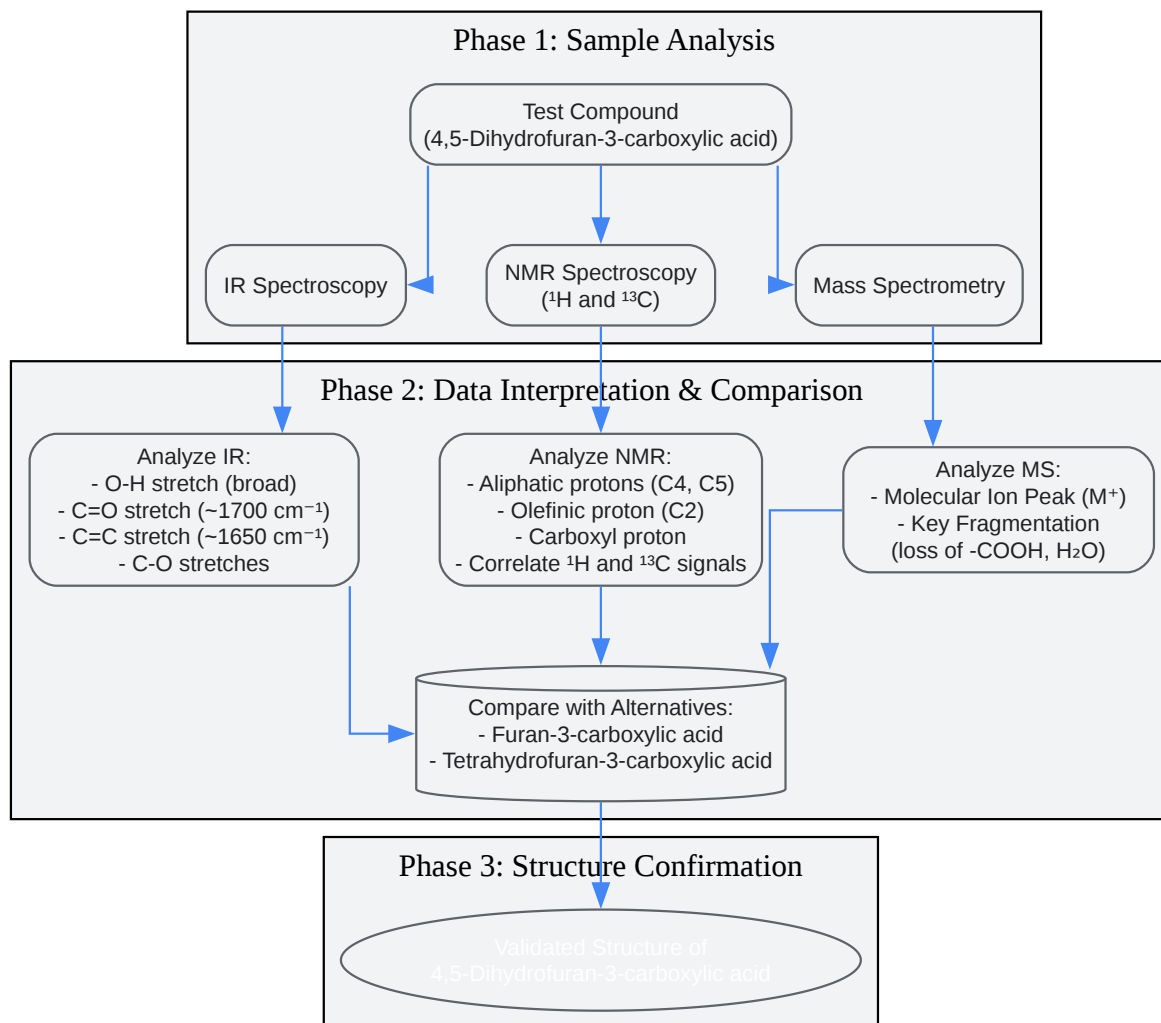 Phase 1: Sample Analysis
Test Compound
(4,5-Dihydrofuran-3-carboxylic acid)
IR Spectroscopy
NMR Spectroscopy
(¹H and ¹³C)
Mass Spectrometry
Phase 2: Data Interpretation & Comparison
Analyze IR:
- O-H stretch (broad)
- C=O stretch (~1700 cm⁻¹)
- C=C stretch (~1650 cm⁻¹)
- C-O stretches
Analyze NMR:
- Aliphatic protons (C4, C5)
- Olefinic proton (C2)
- Carboxyl proton
- Correlate ¹H and ¹³C signals
Analyze MS:
- Molecular Ion Peak (M⁺)
- Key Fragmentation
(loss of -COOH, H₂O)
Compare with Alternatives:
- Furan-3-carboxylic acid
- Tetrahydrofuran-3-carboxylic acid
Phase 3: Structure Confirmation
Validated Structure of
4,5-Dihydrofuran-3-carboxylic acid